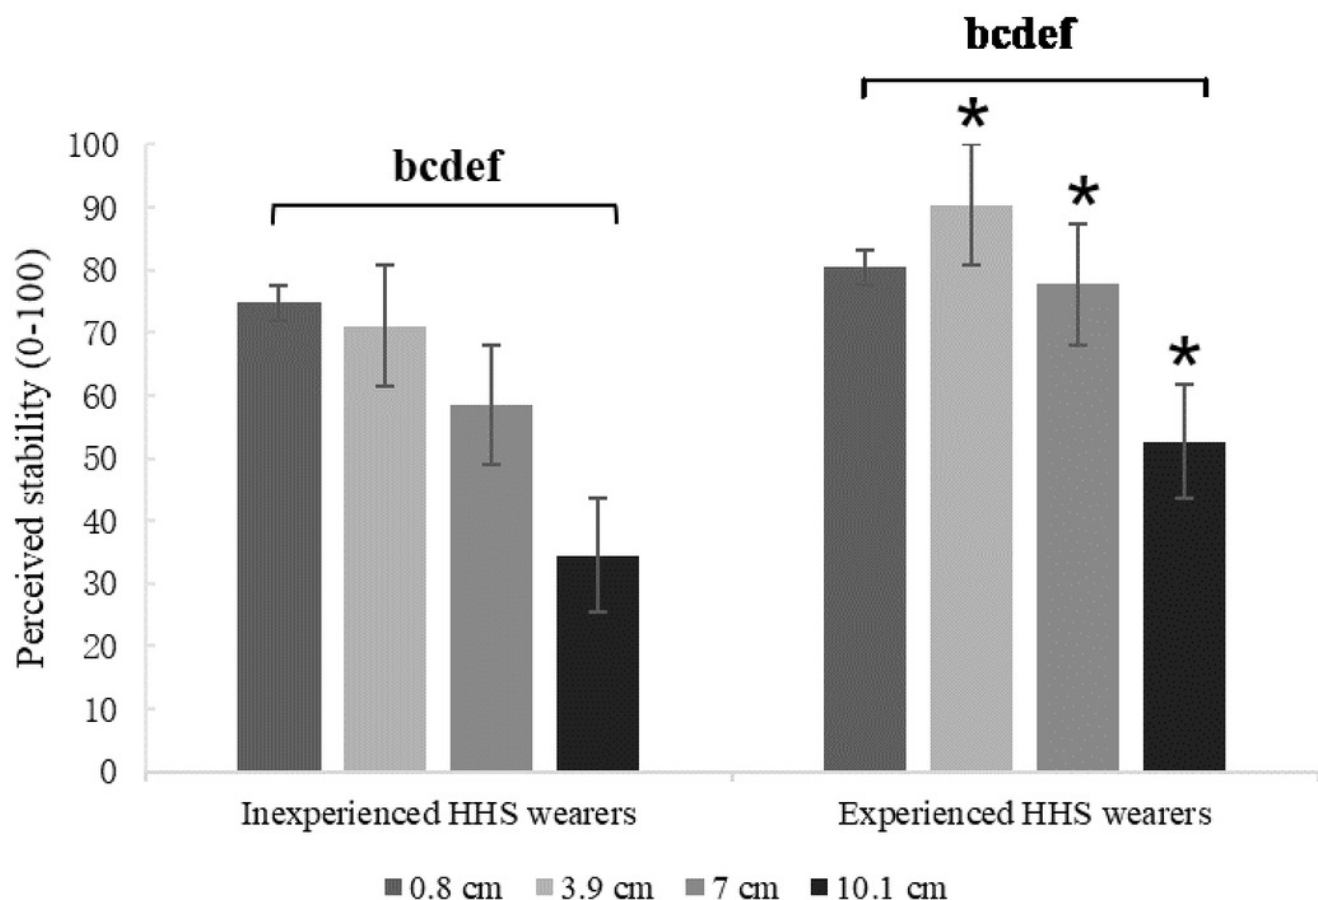 bcdef
*
100
bcdef
*
90
80
70
*
60
50
40
30
20
10
0
Perceived stability (0-100)
Inexperienced HHS wearers
Experienced HHS wearers
0.8 cm 3.9 cm 7 cm 10.1 cm